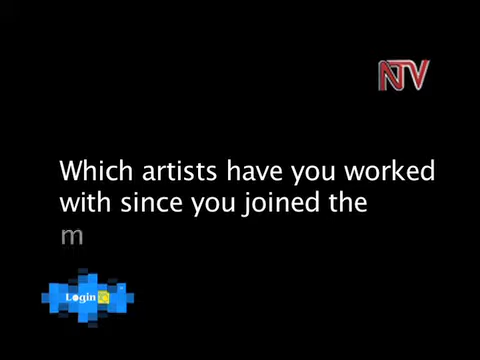 NTV
Which artists have you worked
with since you joined the
m
Login